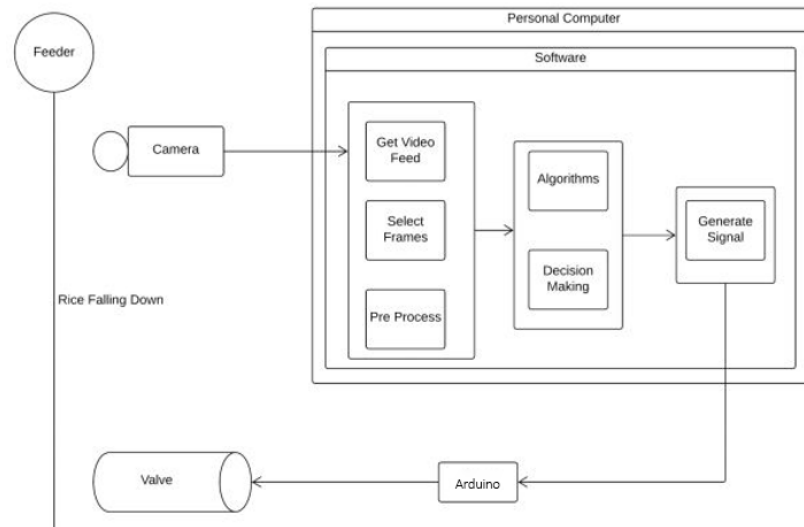 Personal Computer
Software
Feeder
Camera
Get Video
Feed
Select
Frames
Pre Process
Algorithms
Decision
Making
Generate
Signal
Rice Falling Down
Valve
Arduino